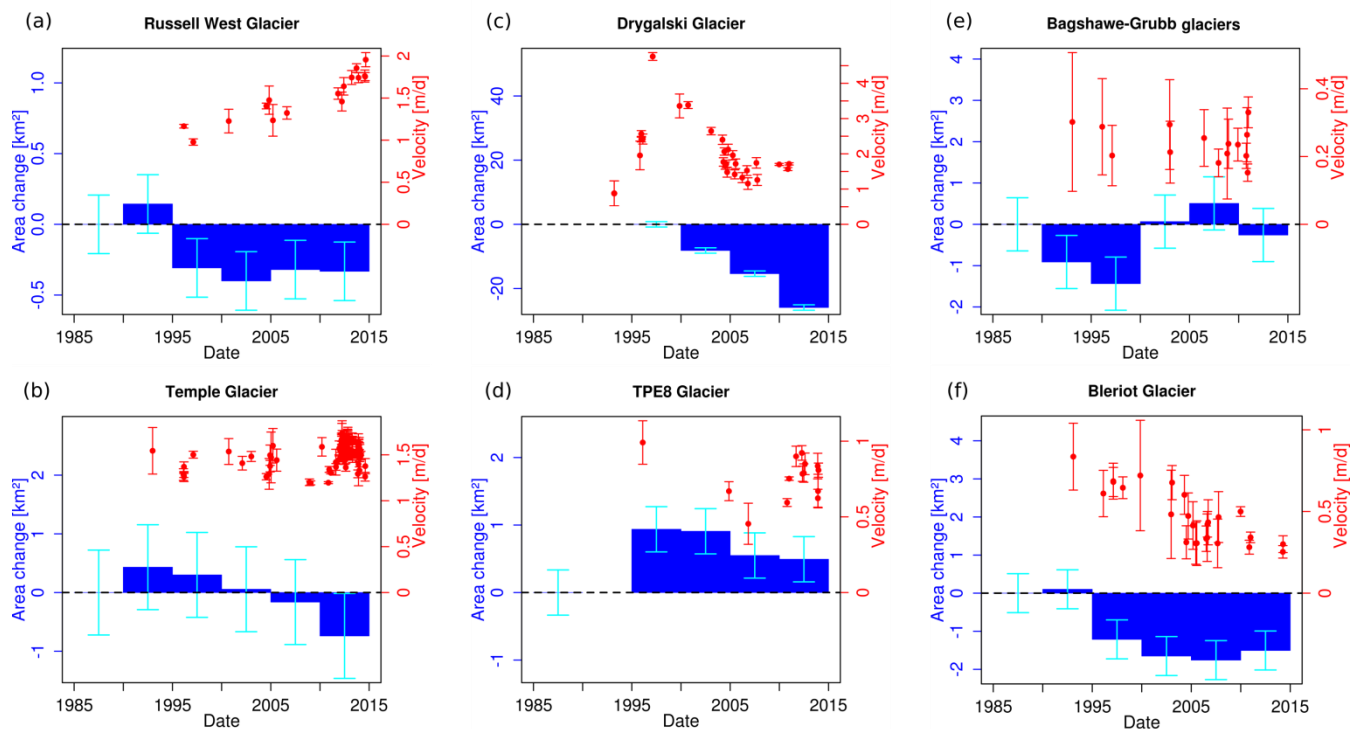 (a)
Russell West Glacier
Area change [km²]
-0.5
0.0
0.5
1.0
0
0.5
1
1.5
2
Velocity [m/d]
1985
1995
2005
2015
Date
(c)
Drygalski Glacier
Area change [km²]
-20
0
20
40
0
1
2
3
4
Velocity [m/d]
1985
1995
2005
2015
Date
(e)
Bagshawe-Grubb glaciers
Area change [km²]
-2
-1
0
1
2
3
4
0
0.2
0.4
Velocity [m/d]
1985
1995
2005
2015
Date
(b)
Temple Glacier
Area change [km²]
-1
0
1
2
0
0.5
1
1.5
Velocity [m/d]
1985
1995
2005
2015
Date
(d)
TPE8 Glacier
Area change [km²]
-1
0
1
2
0
0.5
1
Velocity [m/d]
1985
1995
2005
2015
Date
(f)
Bleriot Glacier
Area change [km²]
-2
-1
0
1
2
3
4
0
0.5
1
Velocity [m/d]
1985
1995
2005
2015
Date